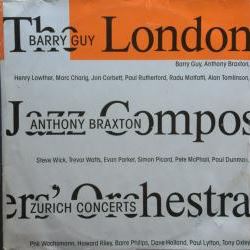 The London
BARRY GUY
Barry Guy, Anthony Braxton,
Henry Lowther, Marc Charig, Jon Corbett, Paul Rutherford, Radu Malfatti, Alan Tomlinson,
Jazz Compos
ANTHONY BRAXTON
Steve Wick, Trevor Watts, Evan Parker, Simon Picard, Pete McPhail, Paul Dunmall,
ers' Orchestra
ZURICH CONCERTS
Phil Wachsmann, Howard Riley, Barre Phillips, Dave Holland, Paul Lytton, Tony Oxley